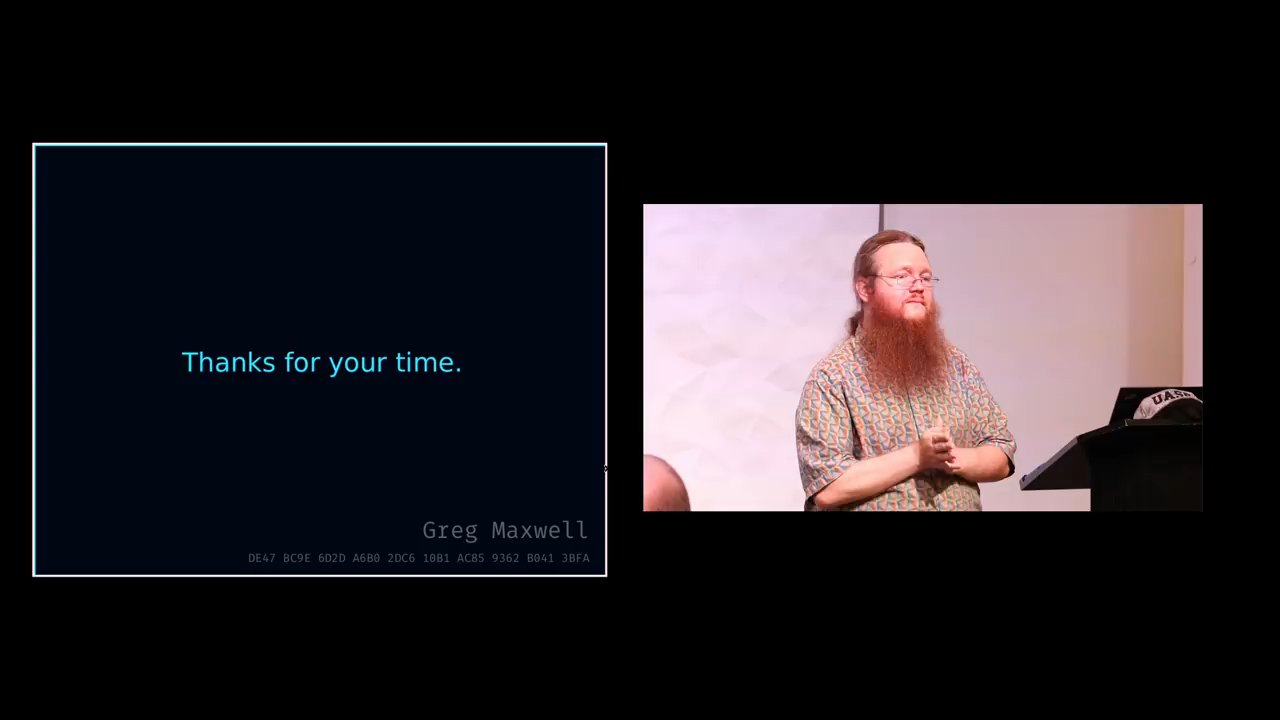 Thanks for your time.
Greg Maxwell
DE47 BC9E 6D2D A6B0 2DC6 10B1 AC85 9362 B041 3BFA